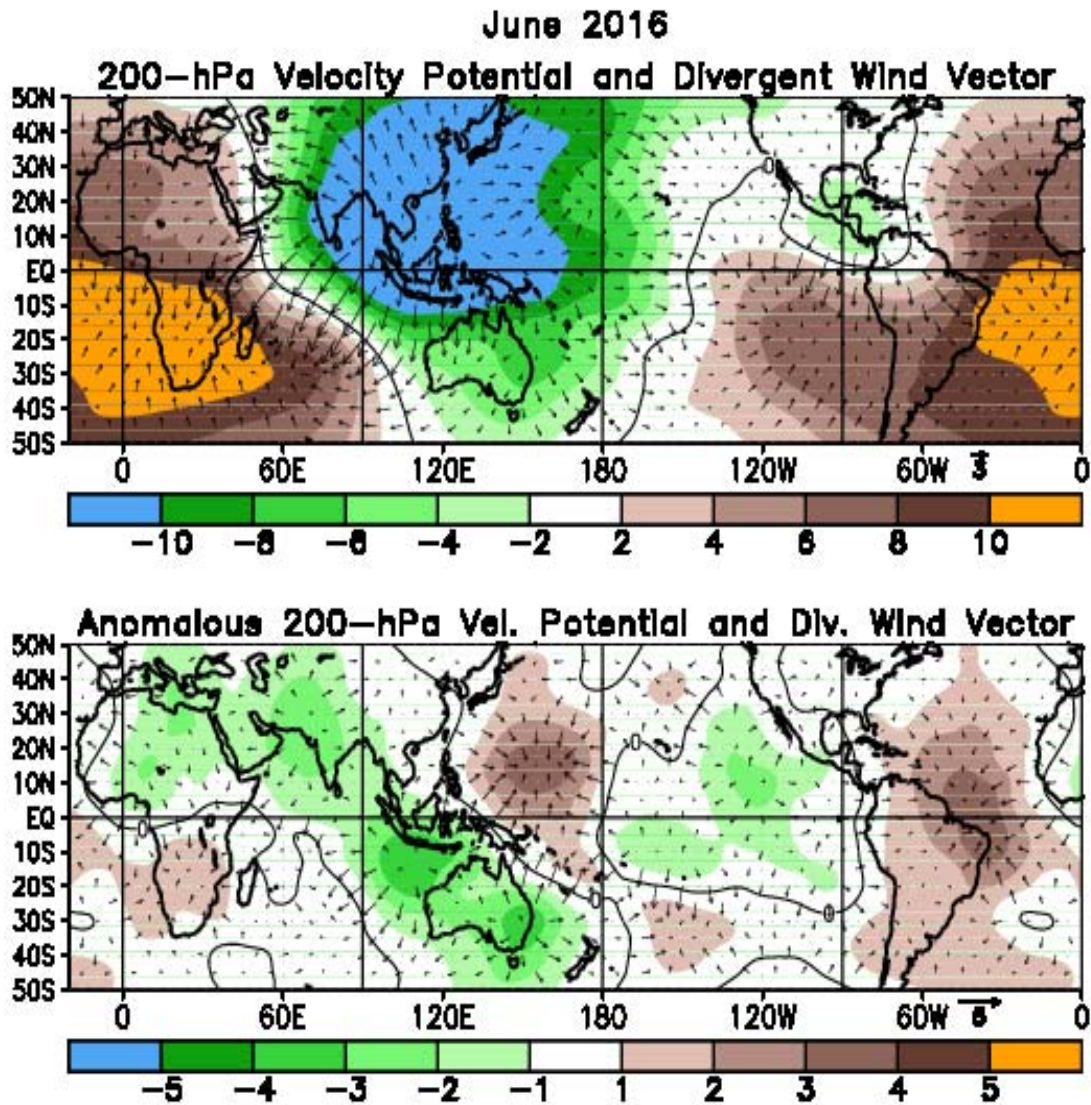 June 2016
200-hPa Velocity Potential and Divergent Wind Vector
50N
40N
30N
20N
10N
EQ
10S
20S
30S
40S
50S
0
0 60E 120E 180 120W 60W 3 0
-10 -8 -6 -4 -2 2 4 6 8 10
Anomalous 200-hPa Vel. Potential and Div. Wind Vector
50N
40N
30N
20N
10N
EQ
10S
20S
30S
40S
50S
0
0
0
0
0 60E 120E 180 120W 60W 6 0
-5 -4 -3 -2 -1 1 2 3 4 5